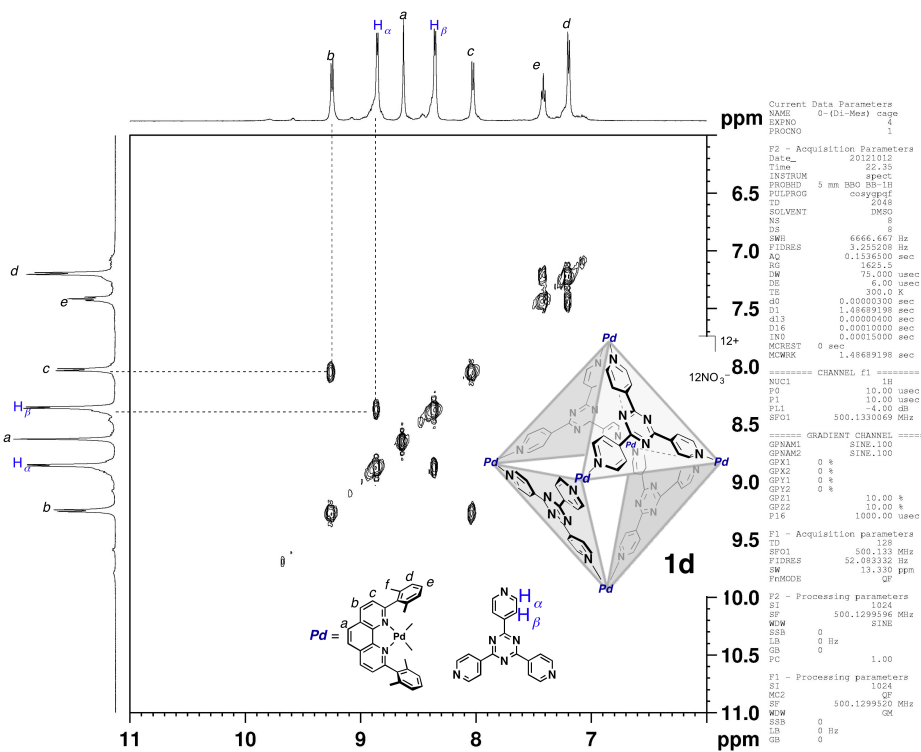 a
H α
H β
d
b
c
e
ppm
d
e
c
H β
a
H α
b
6.5
7.0
7.5
8.0
8.5
9.0
9.5
10.0
10.5
11.0
11 10 9 8 7 ppm
12+
12NO3−
Pd
N
N
N
N
N
N
N
N
N
Pd
Pd
Pd
Pd
N
N
N
N
N
N
N
N
N
Pd
1d
Pd =
a
b
c
f
d
e
N
N
Pd
N
H α
H β
N
N
N
N
N
Current Data Parameters
NAME 0-(Di-Mes) cage
EXPNO 4
PROCNO 1
F2 - Acquisition Parameters
Date_ 20121012
Time 22.35
INSTRUM spect
PROBHD 5 mm BBO BB-1H
PULPROG cosygpqf
TD 2048
SOLVENT DMSO
NS 8
DS 8
SWH 6666.667 Hz
FIDRES 3.255208 Hz
AQ 0.1536500 sec
RG 1625.5
DW 75.000 usec
DE 6.00 usec
TE 300.0 K
d0 0.00000300 sec
D1 1.48689198 sec
d13 0.00000400 sec
D16 0.00010000 sec
IN0 0.00015000 sec
MCREST 0 sec
MCWRK 1.48689198 sec
======== CHANNEL f1 ========
NUC1 1H
P0 10.00 usec
P1 10.00 usec
PL1 -4.00 dB
SFO1 500.1330069 MHz
====== GRADIENT CHANNEL =====
GPNAM1 SINE.100
GPNAM2 SINE.100
GPX1 0 %
GPX2 0 %
GPY1 0 %
GPY2 0 %
GPZ1 10.00 %
GPZ2 10.00 %
P16 1000.00 usec
F1 - Acquisition parameters
TD 128
SFO1 500.133 MHz
FIDRES 52.083332 Hz
SW 13.330 ppm
FnMODE QF
F2 - Processing parameters
SI 1024
SF 500.1299596 MHz
WDW SINE
SSB 0
LB 0 Hz
GB 0
PC 1.00
F1 - Processing parameters
SI 1024
MC2 QF
SF 500.1299520 MHz
WDW GM
SSB 0
LB 0 Hz
GB 0